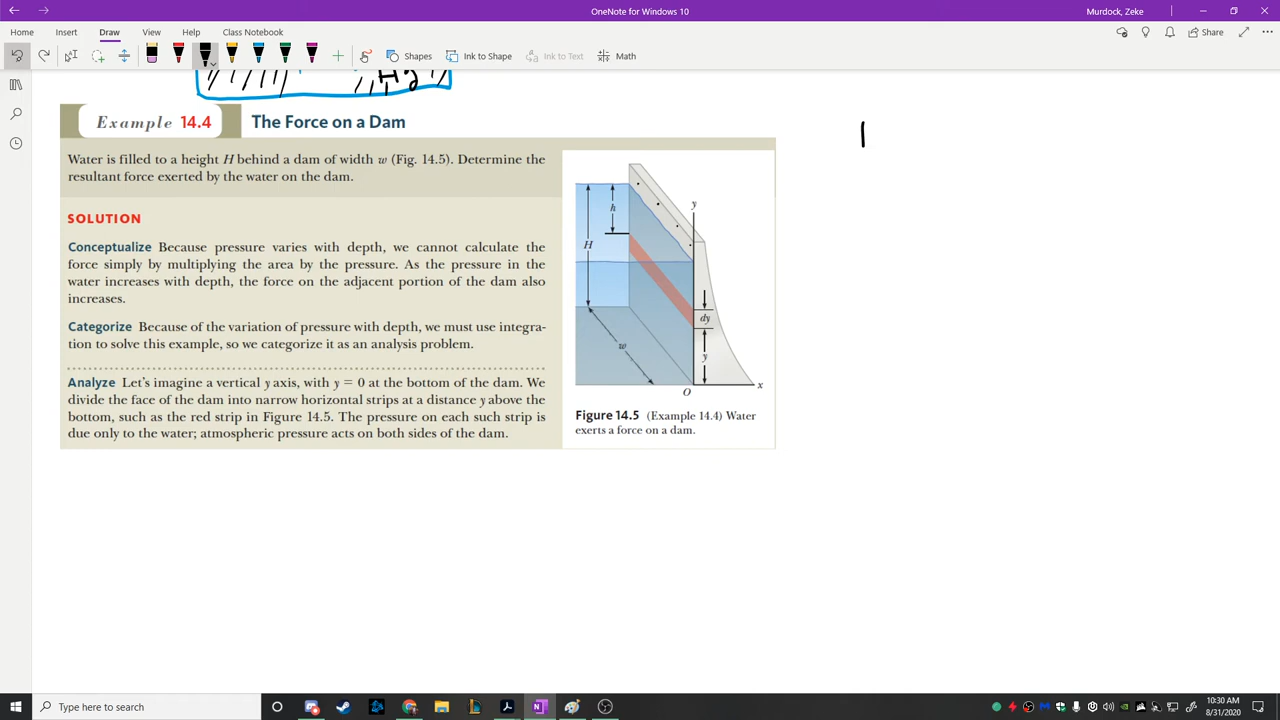 OneNote for Windows 10
Murdock, Zeke
Home Insert Draw View Help Class Notebook
Share
Shapes Ink to Shape Ink to Text Math
Hg
Example 14.4 The Force on a Dam
Water is filled to a height H behind a dam of width w (Fig. 14.5). Determine the
resultant force exerted by the water on the dam.
SOLUTION
Conceptualize Because pressure varies with depth, we cannot calculate the
force simply by multiplying the area by the pressure. As the pressure in the
water increases with depth, the force on the adjacent portion of the dam also
increases.
Categorize Because of the variation of pressure with depth, we must use integra-
tion to solve this example, so we categorize it as an analysis problem.
Analyze Let's imagine a vertical y axis, with y = 0 at the bottom of the dam. We
divide the face of the dam into narrow horizontal strips at a distance y above the
bottom, such as the red strip in Figure 14.5. The pressure on each such strip is
due only to the water; atmospheric pressure acts on both sides of the dam.
h
y
H
dy
w
y
x
O
Figure 14.5 (Example 14.4) Water
exerts a force on a dam.
Type here to search
10:30 AM
8/31/2020